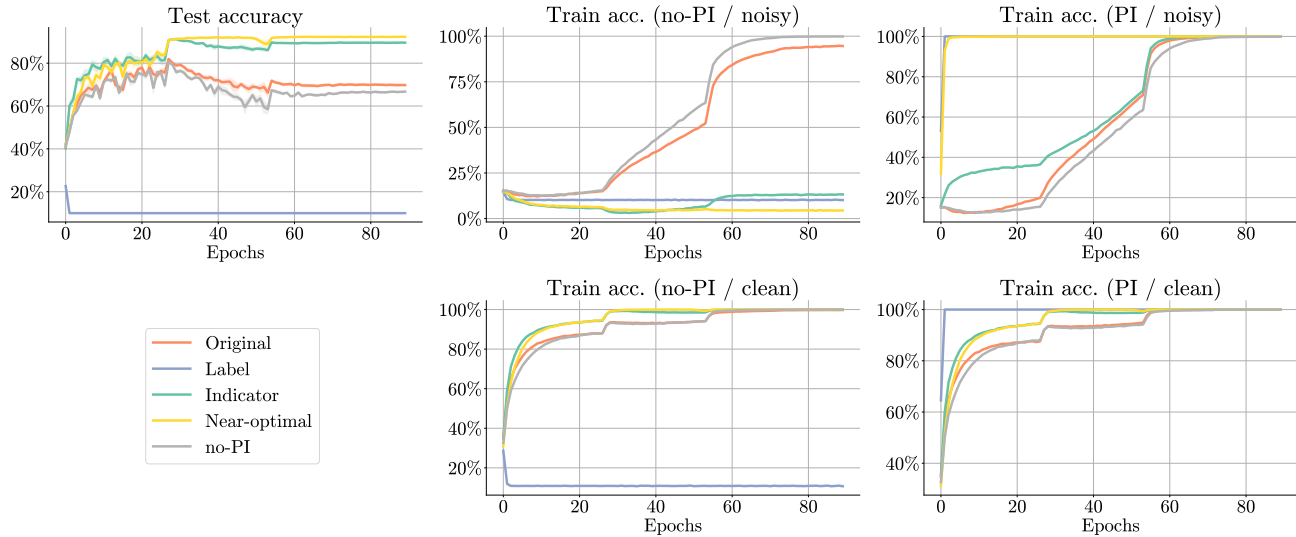 Test accuracy
80%
60%
40%
20%
0 20 40 60 80
Epochs
Train acc. (no-PI / noisy)
100%
75%
50%
25%
0%
0 20 40 60 80
Epochs
Train acc. (PI / noisy)
100%
80%
60%
40%
20%
0 20 40 60 80
Epochs
Original
Label
Indicator
Near-optimal
no-PI
Train acc. (no-PI / clean)
100%
80%
60%
40%
20%
0 20 40 60 80
Epochs
Train acc. (PI / clean)
100%
80%
60%
40%
0 20 40 60 80
Epochs